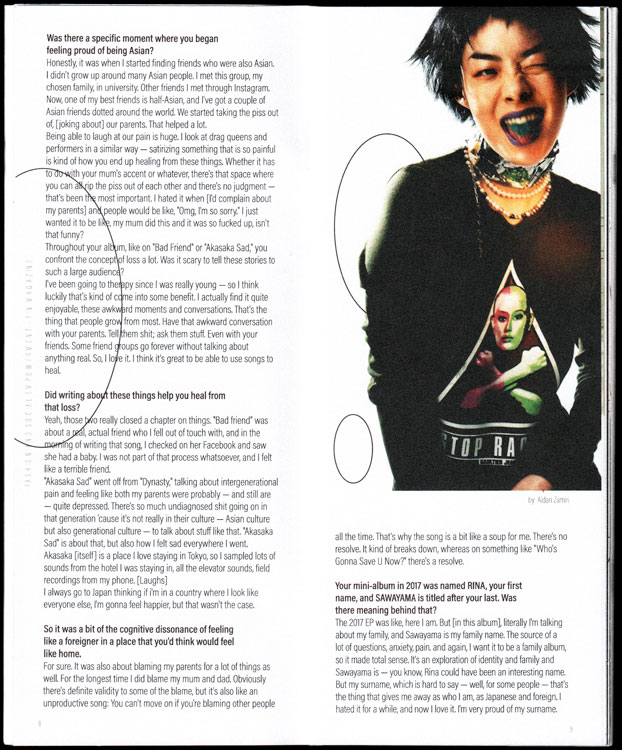 Was there a specific moment where you began
feeling proud of being Asian?
Honestly, it was when I started finding friends who were also Asian.
I didn't grow up around many Asian people. I met this group, my
chosen family, in university. Other friends I met through Instagram.
Now, one of my best friends is half-Asian, and I've got a couple of
Asian friends dotted around the world. We started taking the piss out
of, [joking about] our parents. That helped a lot.
Being able to laugh at our pain is huge. I look at drag queens and
performers in a similar way — satirizing something that is so painful
is kind of how you end up healing from these things. Whether it has
to do with your mum's accent or whatever, there's that space where
you can all rip the piss out of each other and there's no judgment —
that's been the most important. I hated it when [I'd complain about
my parents] and people would be like, "Omg, I'm so sorry." I just
wanted it to be like, my mum did this and it was so fucked up, isn't
that funny?
Throughout your album, like on "Bad Friend" or "Akasaka Sad," you
confront the concept of loss a lot. Was it scary to tell these stories to
such a large audience?
I've been going to therapy since I was really young — so I think
luckily that's kind of come into some benefit. I actually find it quite
enjoyable, these awkward moments and conversations. That's the
thing that people grow from most. Have that awkward conversation
with your parents. Tell them shit; ask them stuff. Even with your
friends. Some friend groups go forever without talking about
anything real. So, I love it. I think it's great to be able to use songs to
heal.
Did writing about these things help you heal from
that loss?
Yeah, those two really closed a chapter on things. "Bad friend" was
about a real, actual friend who I fell out of touch with, and in the
morning of writing that song, I checked on her Facebook and saw
she had a baby. I was not part of that process whatsoever, and I felt
like a terrible friend.
"Akasaka Sad" went off from "Dynasty," talking about intergenerational
pain and feeling like both my parents were probably — and still are
— quite depressed. There's so much undiagnosed shit going on in
that generation 'cause it's not really in their culture — Asian culture
but also generational culture — to talk about stuff like that. "Akasaka
Sad" is about that, but also how I felt sad everywhere I went.
Akasaka [itself] is a place I love staying in Tokyo, so I sampled lots of
sounds from the hotel I was staying in, all the elevator sounds, field
recordings from my phone. [Laughs]
I always go to Japan thinking if i'm in a country where I look like
everyone else, I'm gonna feel happier, but that wasn't the case.
So it was a bit of the cognitive dissonance of feeling
like a foreigner in a place that you'd think would feel
like home.
For sure. It was also about blaming my parents for a lot of things as
well. For the longest time I did blame my mum and dad. Obviously
there's definite validity to some of the blame, but it's also like an
unproductive song: You can't move on if you're blaming other people
8
STOP RAC
by Aidan Zamiri
all the time. That's why the song is a bit like a soup for me. There's no
resolve. It kind of breaks down, whereas on something like "Who's
Gonna Save U Now?" there's a resolve.
Your mini-album in 2017 was named RINA, your first
name, and SAWAYAMA is titled after your last. Was
there meaning behind that?
The 2017 EP was like, here I am. But [in this album], literally I'm talking
about my family, and Sawayama is my family name. The source of a
lot of questions, anxiety, pain. and again, I want it to be a family album,
so it made total sense. It's an exploration of identity and family and
Sawayama is — you know, Rina could have been an interesting name.
But my surname, which is hard to say — well, for some people — that's
the thing that gives me away as who I am, as Japanese and foreign. I
hated it for a while, and now I love it. I'm very proud of my surname.
9